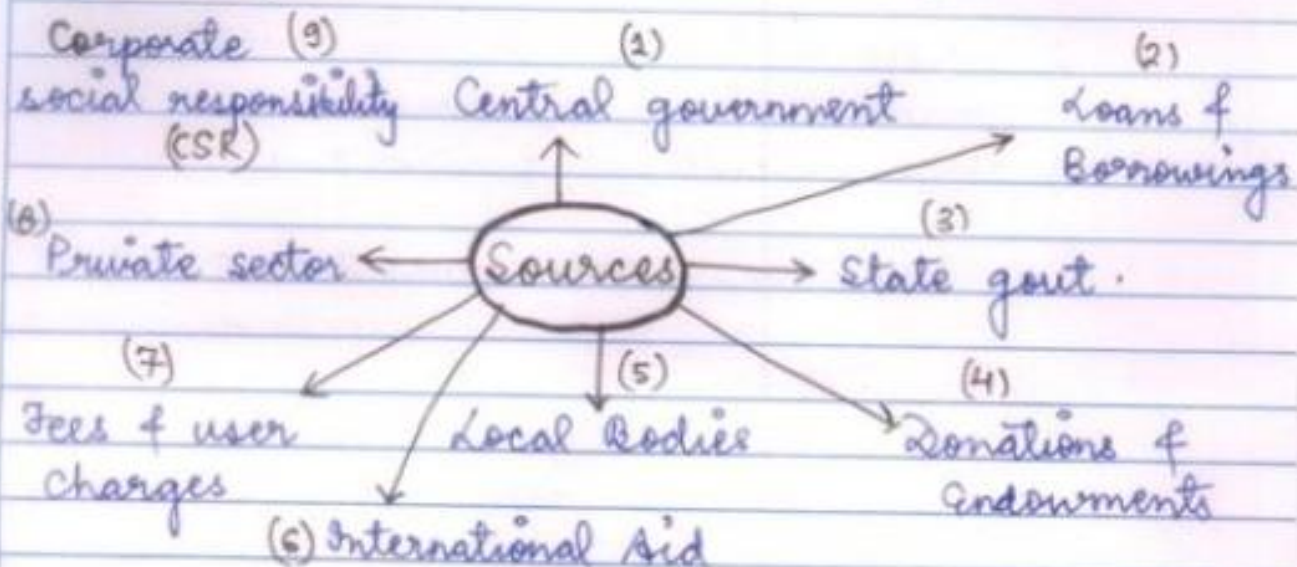 Corporate (9) (1) (2)
social responsibility Central government Loans &
(CSR) Borrowings
(8) (3)
Private sector Sources State govt.
(7) (5) (4)
Fees & user Local Bodies Donations &
charges Endowments
(6) International Aid